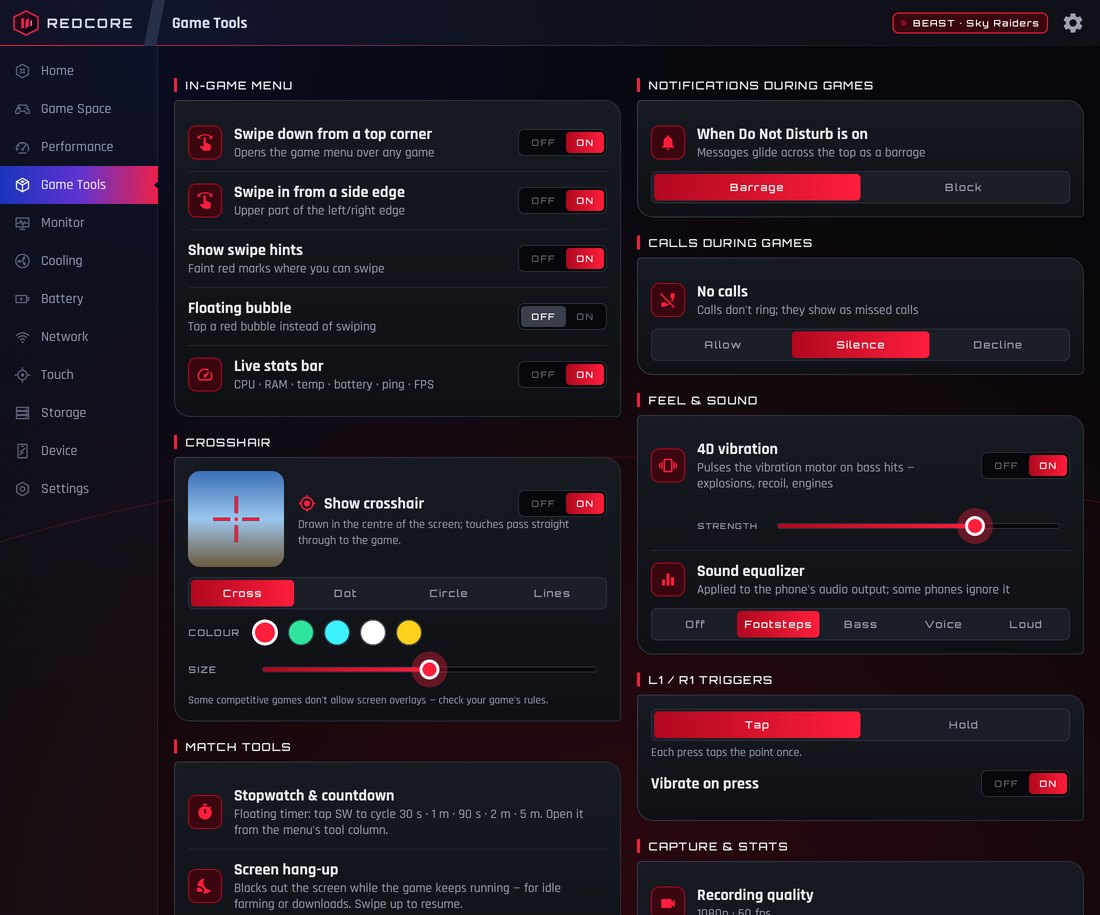 REDCORE
Game Tools
BEAST · Sky Raiders
Home
Game Space
Performance
Game Tools
Monitor
Cooling
Battery
Network
Touch
Storage
Device
Settings
IN-GAME MENU
Swipe down from a top corner
Opens the game menu over any game
OFF ON
Swipe in from a side edge
Upper part of the left/right edge
OFF ON
Show swipe hints
Faint red marks where you can swipe
OFF ON
Floating bubble
Tap a red bubble instead of swiping
OFF ON
Live stats bar
CPU · RAM · temp · battery · ping · FPS
OFF ON
CROSSHAIR
Show crosshair
OFF ON
Drawn in the centre of the screen; touches pass straight
through to the game.
Cross Dot Circle Lines
COLOUR
SIZE
Some competitive games don't allow screen overlays – check your game's rules.
MATCH TOOLS
Stopwatch & countdown
Floating timer: tap SW to cycle 30 s · 1 m · 90 s · 2 m · 5 m. Open it
from the menu's tool column.
Screen hang-up
Blacks out the screen while the game keeps running – for idle
farming or downloads. Swipe up to resume.
NOTIFICATIONS DURING GAMES
When Do Not Disturb is on
Messages glide across the top as a barrage
Barrage Block
CALLS DURING GAMES
No calls
Calls don't ring; they show as missed calls
Allow Silence Decline
FEEL & SOUND
4D vibration
Pulses the vibration motor on bass hits –
explosions, recoil, engines
OFF ON
STRENGTH
Sound equalizer
Applied to the phone's audio output; some phones ignore it
Off Footsteps Bass Voice Loud
L1 / R1 TRIGGERS
Tap Hold
Each press taps the point once.
Vibrate on press
OFF ON
CAPTURE & STATS
Recording quality
1080p · 60 fps